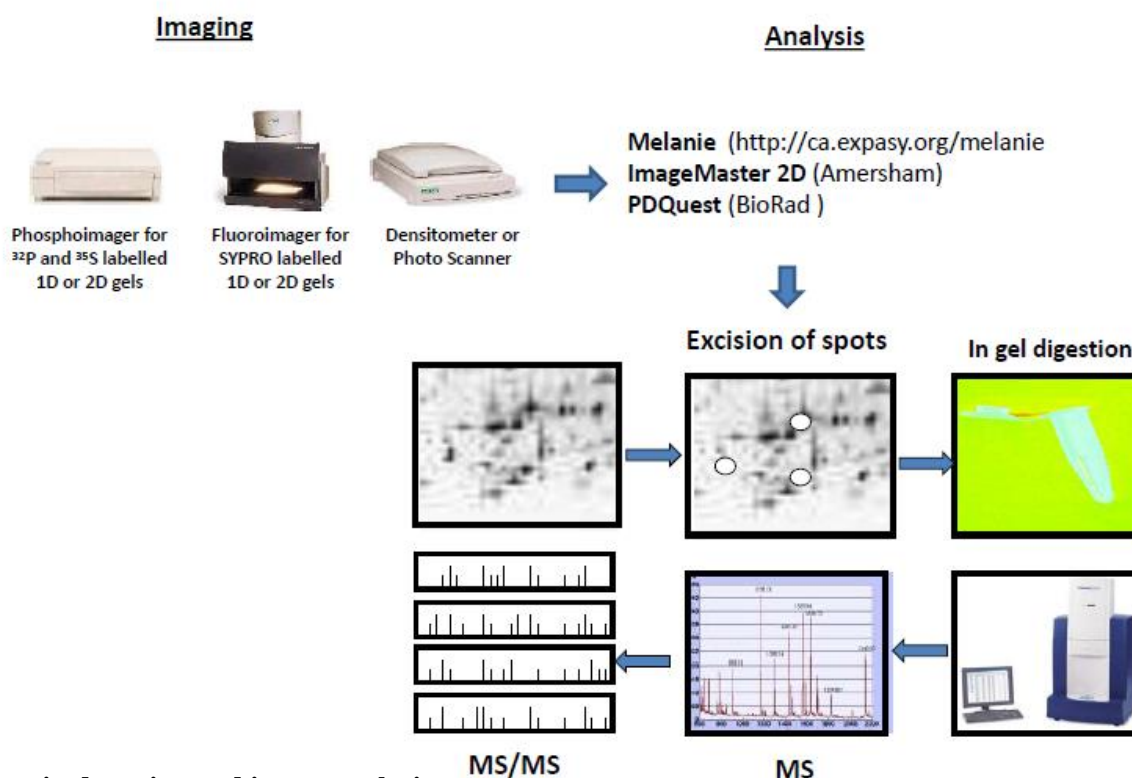 Imaging
Analysis
Melanie (http://ca.expasy.org/melanie
ImageMaster 2D (Amersham)
PDQuest (BioRad )
Phosphoimager for
³²P and ³⁵S labelled
1D or 2D gels
Fluoroimager for
SYPRO labelled
1D or 2D gels
Densitometer or
Photo Scanner
Excision of spots
In gel digestion
MS/MS
MS